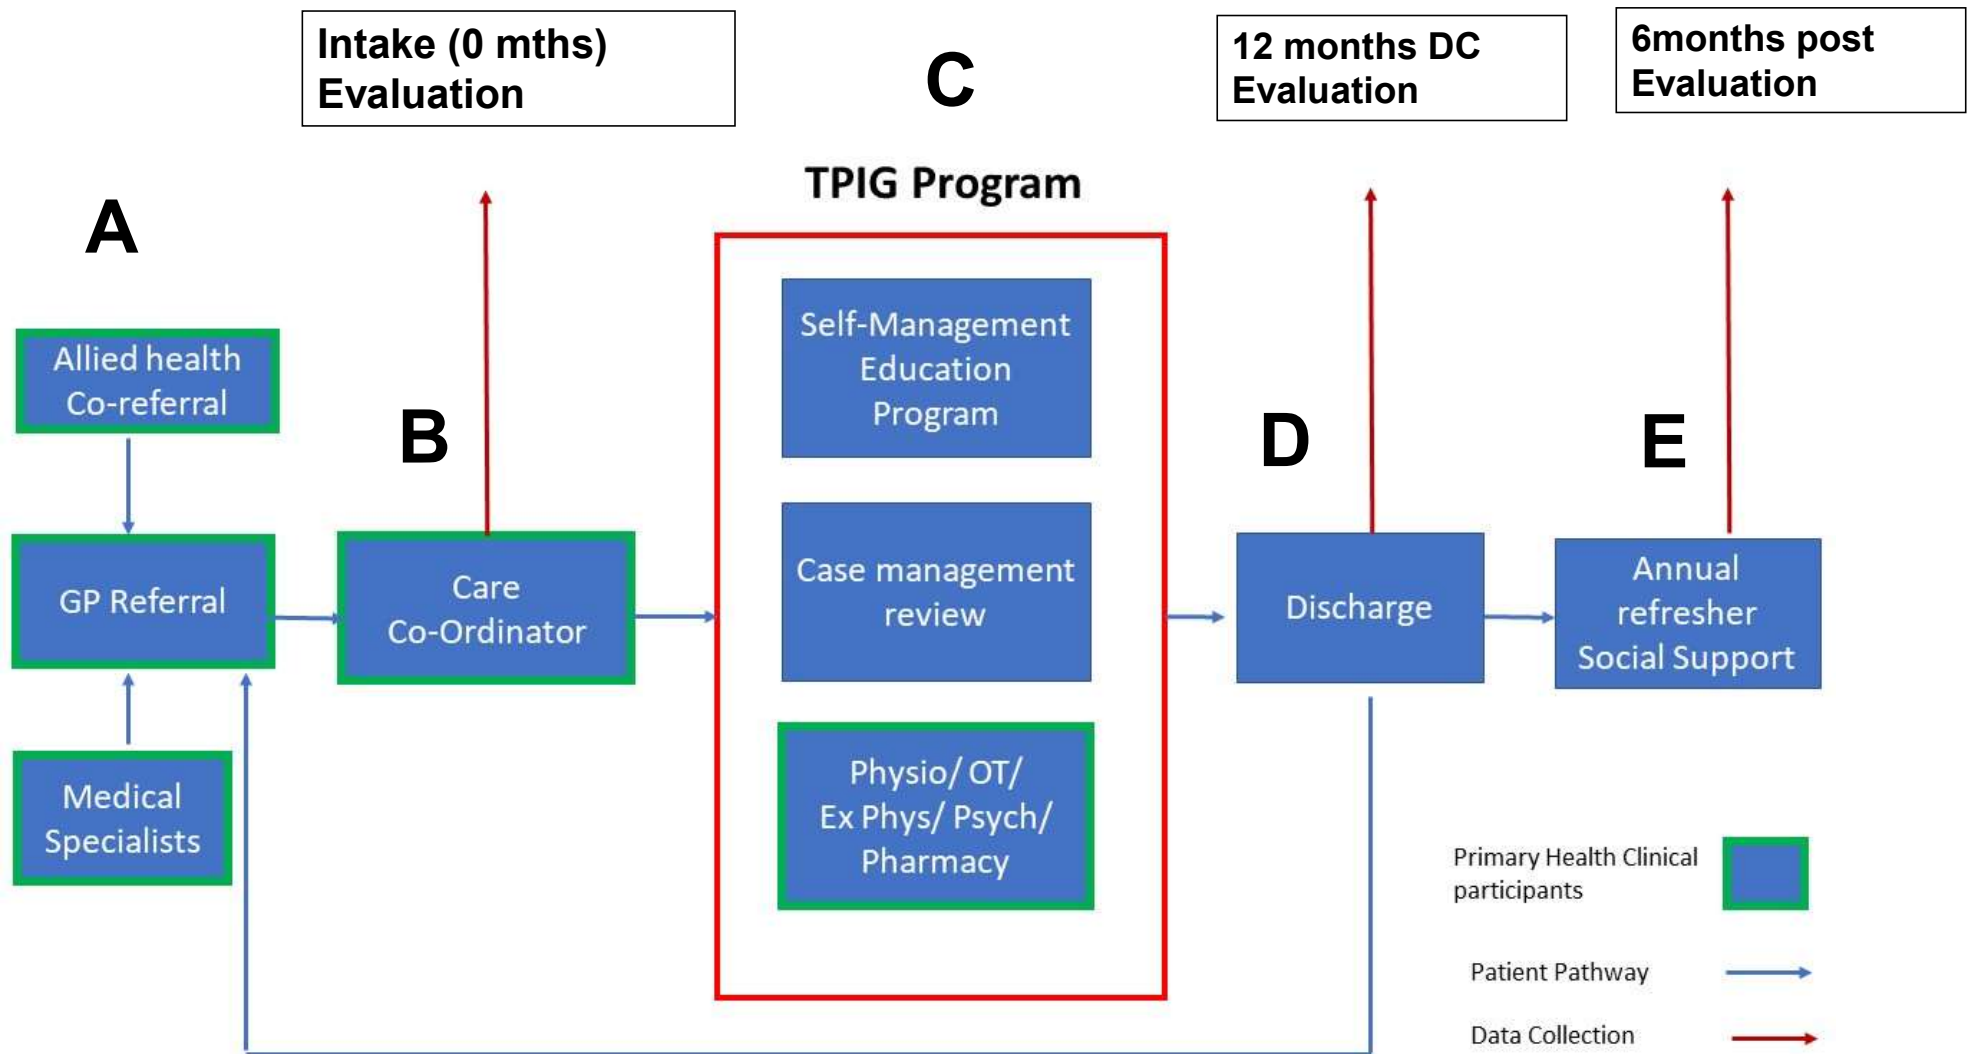 Intake (0 mths)
Evaluation
C
12 months DC
Evaluation
6months post
Evaluation
TPIG Program
A
Allied health
Co-referral
GP Referral
Medical
Specialists
B
Care
Co-Ordinator
Self-Management
Education
Program
Case management
review
Physio/ OT/
Ex Phys/ Psych/
Pharmacy
D
Discharge
E
Annual
refresher
Social Support
Primary Health Clinical
participants
Patient Pathway
Data Collection